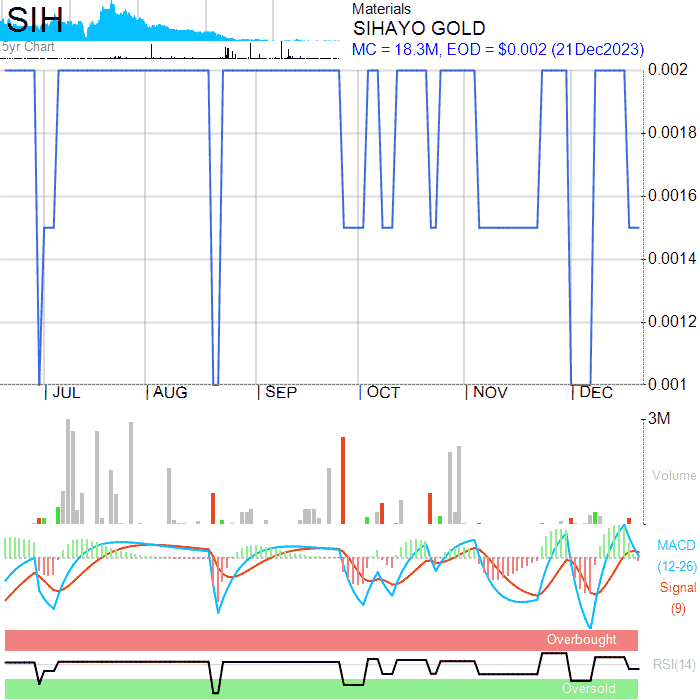 SIH
5yr Chart
Materials
SIHAYO GOLD
MC = 18.3M, EOD = $0.002 (21Dec2023)
0.002
0.0018
0.0016
0.0014
0.0012
0.001
JUL AUG SEP OCT NOV DEC
3M
Volume
MACD
(12-26)
Signal
(9)
Overbought
RSI(14)
Oversold